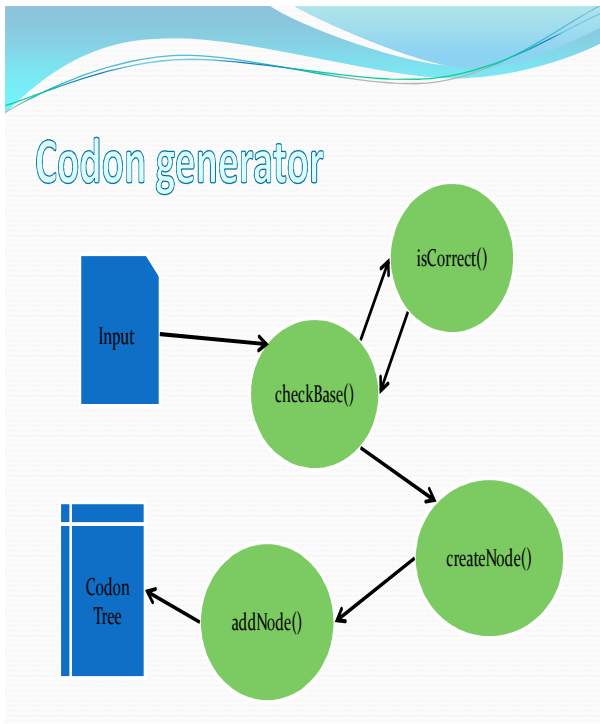 Codon generator
isCorrect()
Input
checkBase()
createNode()
Codon
Tree
addNode()